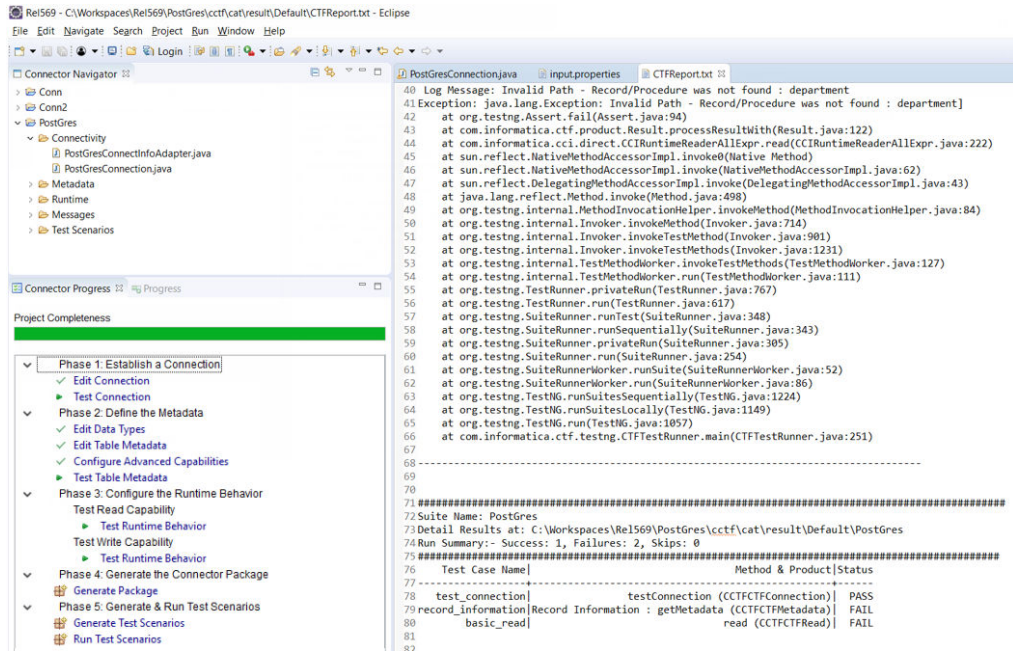 Rel569 - C:\Workspaces\Rel569\PostGres\cctf\cat\result\Default\CTFReport.txt - Eclipse
File Edit Navigate Search Project Run Window Help
Login
Connector Navigator
Conn
Conn2
PostGres
Connectivity
PostGresConnectInfoAdapter.java
PostGresConnection.java
Metadata
Runtime
Messages
Test Scenarios
Connector Progress Progress
Project Completeness
Phase 1: Establish a Connection
Edit Connection
Test Connection
Phase 2: Define the Metadata
Edit Data Types
Edit Table Metadata
Configure Advanced Capabilities
Test Table Metadata
Phase 3: Configure the Runtime Behavior
Test Read Capability
Test Runtime Behavior
Test Write Capability
Test Runtime Behavior
Phase 4: Generate the Connector Package
Generate Package
Phase 5: Generate & Run Test Scenarios
Generate Test Scenarios
Run Test Scenarios
PostGresConnection.java input.properties CTFReport.txt
40 Log Message: Invalid Path - Record/Procedure was not found : department
41 Exception: java.lang.Exception: Invalid Path - Record/Procedure was not found : department]
42 at org.testng.Assert.fail(Assert.java:94)
43 at com.informatica.ctf.product.Result.processResultWith(Result.java:122)
44 at com.informatica.cci.direct.CCIRuntimeReaderAllExpr.read(CCIRuntimeReaderAllExpr.java:222)
45 at sun.reflect.NativeMethodAccessorImpl.invoke0(Native Method)
46 at sun.reflect.NativeMethodAccessorImpl.invoke(NativeMethodAccessorImpl.java:62)
47 at sun.reflect.DelegatingMethodAccessorImpl.invoke(DelegatingMethodAccessorImpl.java:43)
48 at java.lang.reflect.Method.invoke(Method.java:498)
49 at org.testng.internal.MethodInvocationHelper.invokeMethod(MethodInvocationHelper.java:84)
50 at org.testng.internal.Invoker.invokeMethod(Invoker.java:714)
51 at org.testng.internal.Invoker.invokeTestMethod(Invoker.java:901)
52 at org.testng.internal.Invoker.invokeTestMethods(Invoker.java:1231)
53 at org.testng.internal.TestMethodWorker.invokeTestMethods(TestMethodWorker.java:127)
54 at org.testng.internal.TestMethodWorker.run(TestMethodWorker.java:111)
55 at org.testng.TestRunner.privateRun(TestRunner.java:767)
56 at org.testng.TestRunner.run(TestRunner.java:617)
57 at org.testng.SuiteRunner.runTest(SuiteRunner.java:348)
58 at org.testng.SuiteRunner.runSequentially(SuiteRunner.java:343)
59 at org.testng.SuiteRunner.privateRun(SuiteRunner.java:305)
60 at org.testng.SuiteRunner.run(SuiteRunner.java:254)
61 at org.testng.SuiteRunnerWorker.runSuite(SuiteRunnerWorker.java:52)
62 at org.testng.SuiteRunnerWorker.run(SuiteRunnerWorker.java:86)
63 at org.testng.TestNG.runSuitesSequentially(TestNG.java:1224)
64 at org.testng.TestNG.runSuitesLocally(TestNG.java:1149)
65 at org.testng.TestNG.run(TestNG.java:1057)
66 at com.informatica.ctf.testng.CTFTestRunner.main(CTFTestRunner.java:251)
67
68 ------------------------------------------------------------------------------------
69
70
71 ##################################################################################################
72 Suite Name: PostGres
73 Detail Results at: C:\Workspaces\Rel569\PostGres\cctf\cat\result\Default\PostGres
74 Run Summary:- Success: 1, Failures: 2, Skips: 0
75 #################################################################################################
76 Test Case Name| Method & Product|Status
77 ------------------+--------------------------------------------------+------
78 test_connection| testConnection (CCTFCTFConnection)| PASS
79 record_information|Record Information : getMetadata (CCTFCTFMetadata)| FAIL
80 basic_read| read (CCTFCTFRead)| FAIL
81
82